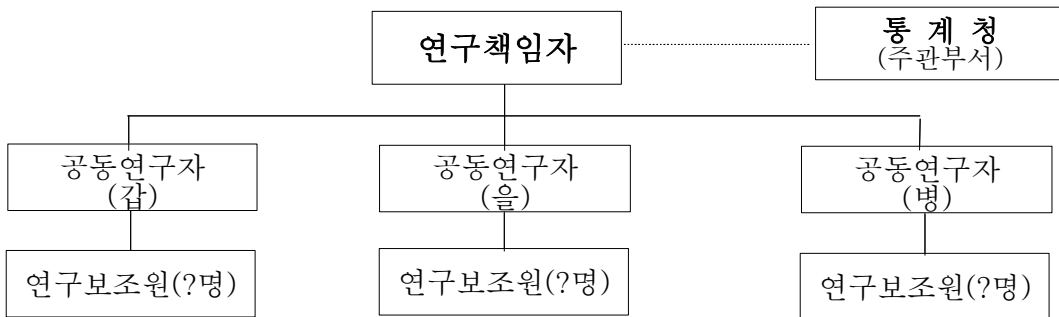 연구책임자
통 계 청
(주관부서)
공동연구자
(갑)
공동연구자
(을)
공동연구자
(병)
연구보조원(?명)
연구보조원(?명)
연구보조원(?명)